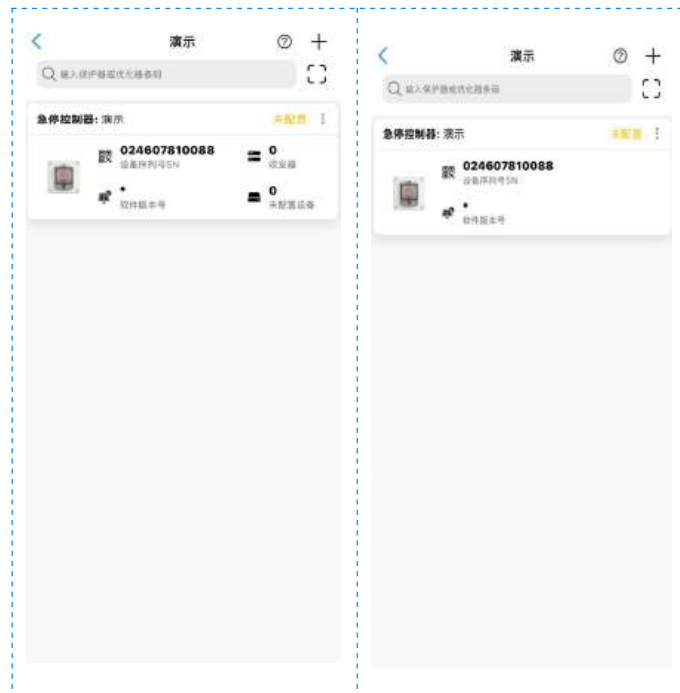 演示
输入保护器或优化器条码
急停控制器: 演示 未配置
024607810088 0
设备序列号SN 收发器
* 0
软件版本号 未配置设备
演示
输入保护器或优化器条码
急停控制器: 演示 未配置
024607810088
设备序列号SN
*
软件版本号